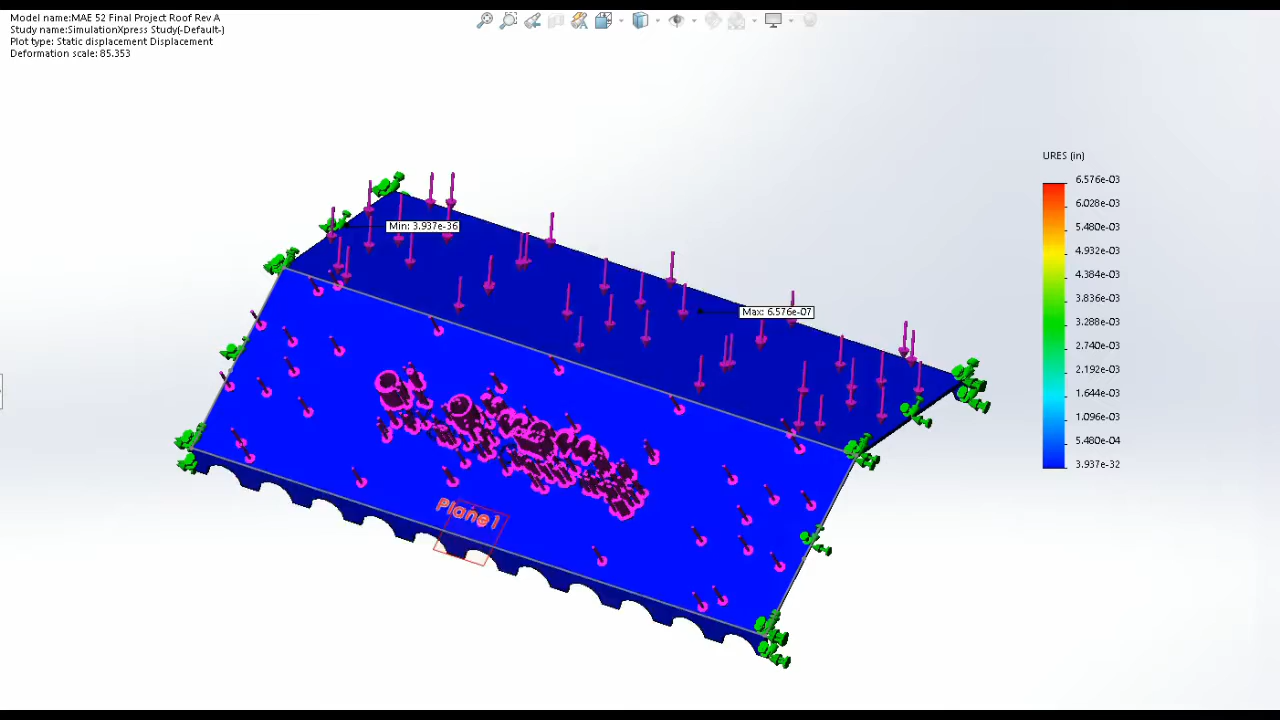 Model name:MAE 52 Final Project Roof Rev A
Study name:SimulationXpress Study(-Default-)
Plot type: Static displacement Displacement
Deformation scale: 85.353
URES (in)
6.576e-03
6.028e-03
5.480e-03
4.932e-03
4.384e-03
3.836e-03
3.288e-03
2.740e-03
2.192e-03
1.644e-03
1.096e-03
5.480e-04
3.937e-32
Min: 3.937e-36
Max: 6.576e-07
Plane1